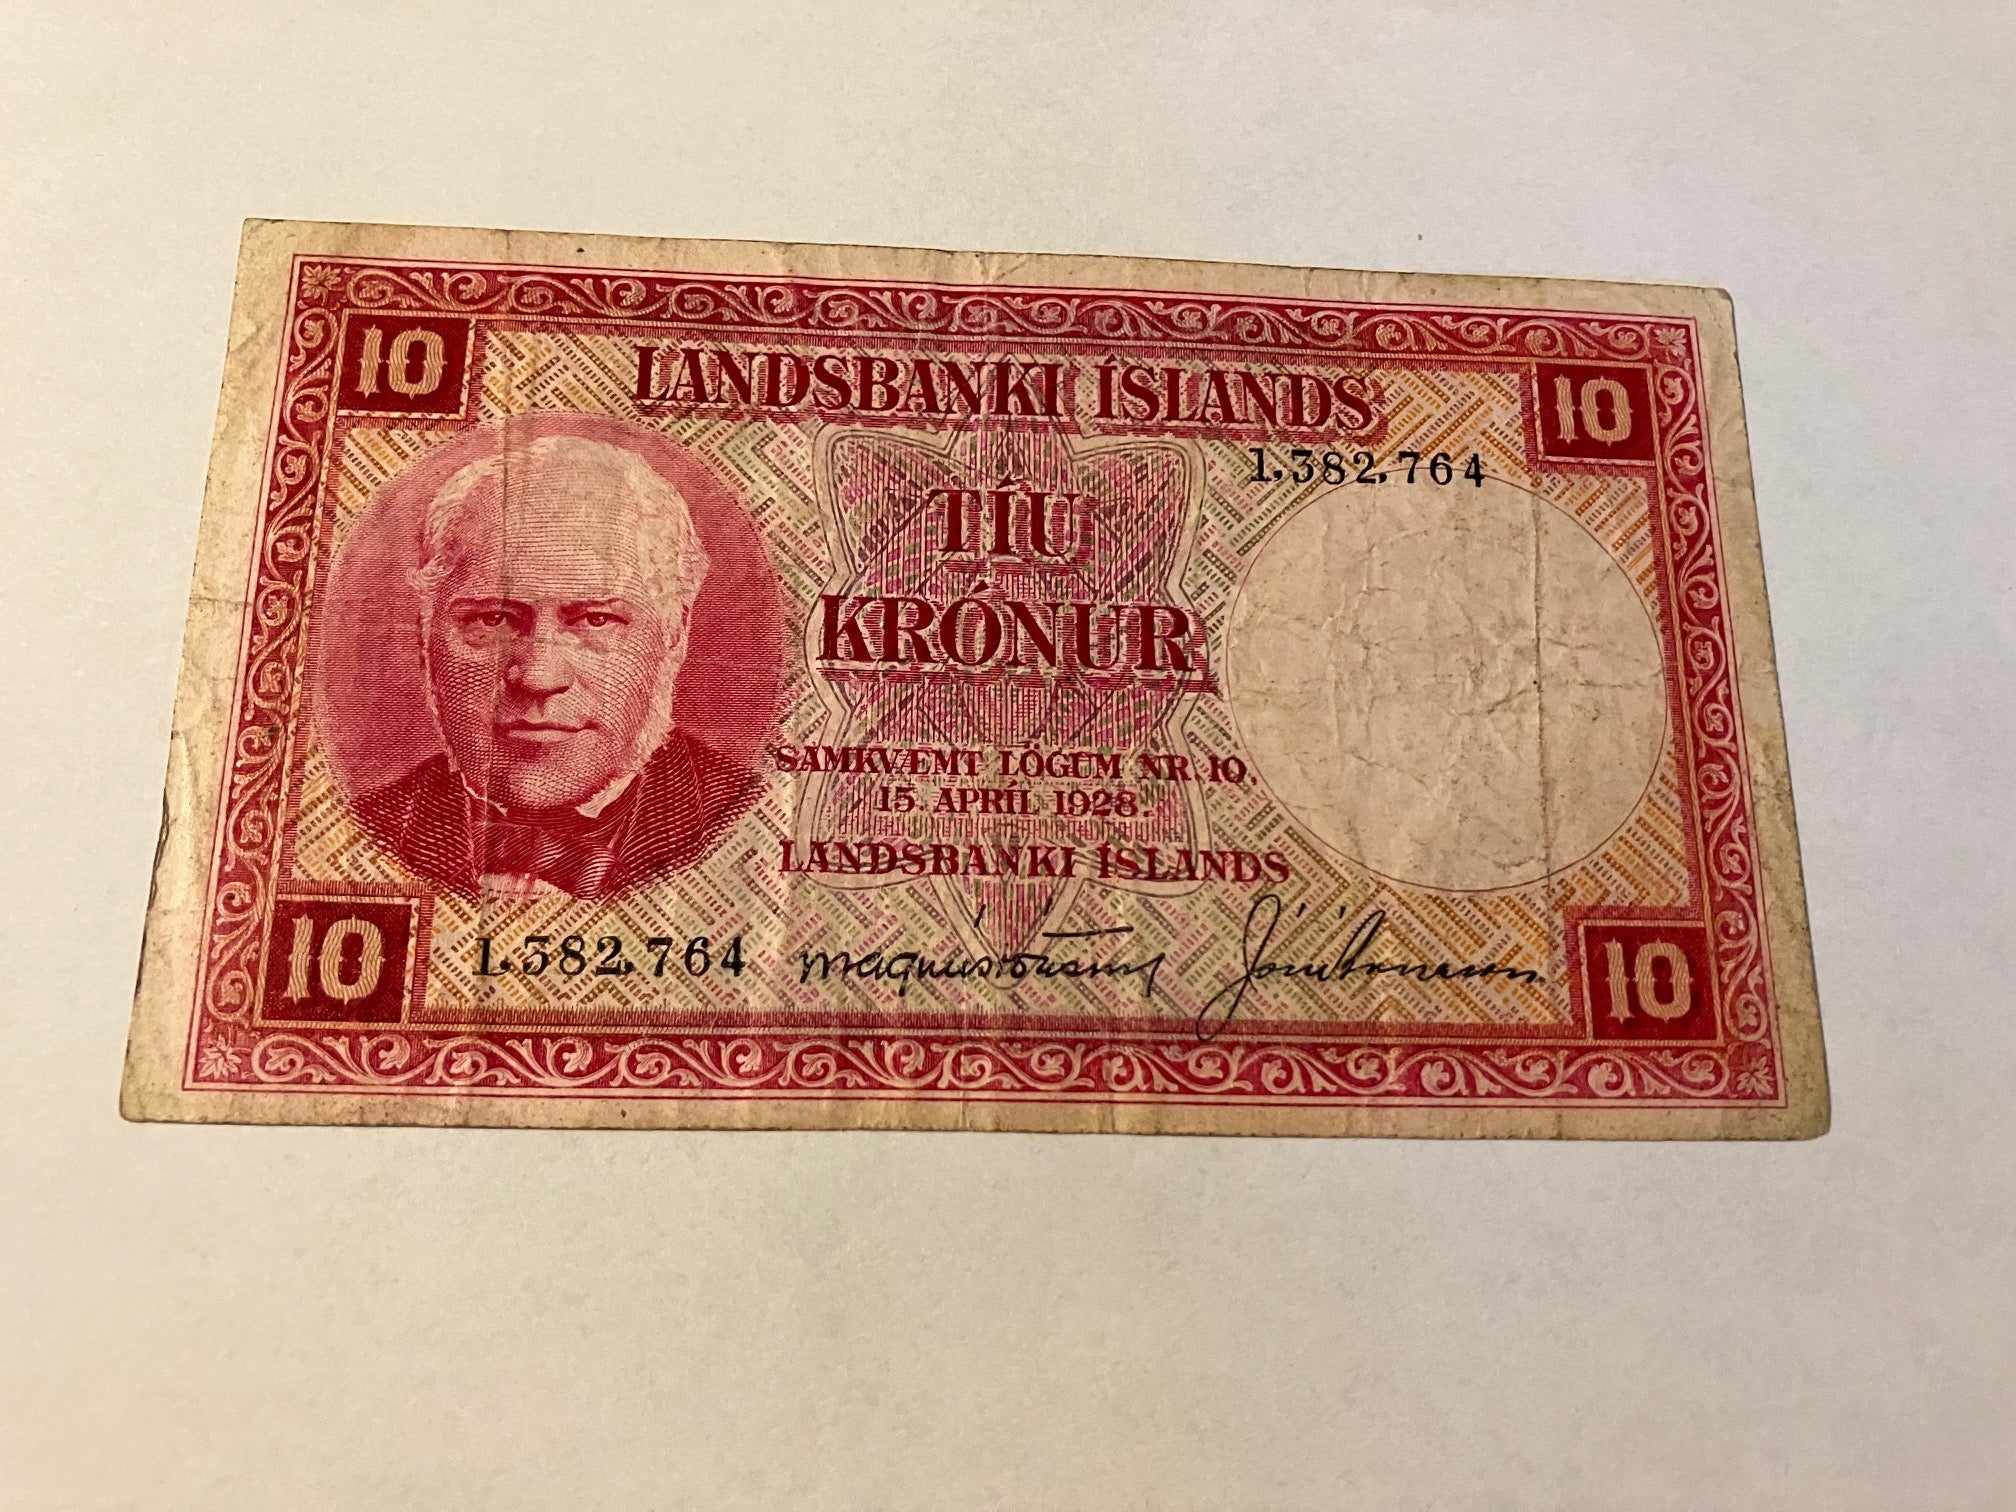 10
LANDSBANKI ÍSLANDS
10
1,382,764
TÍU
KRÓNUR
SAMKVÆMT LÖGUM NR. 10,
15. APRÍL 1928.
LANDSBANKI ÍSLANDS
10
1,382,764
10